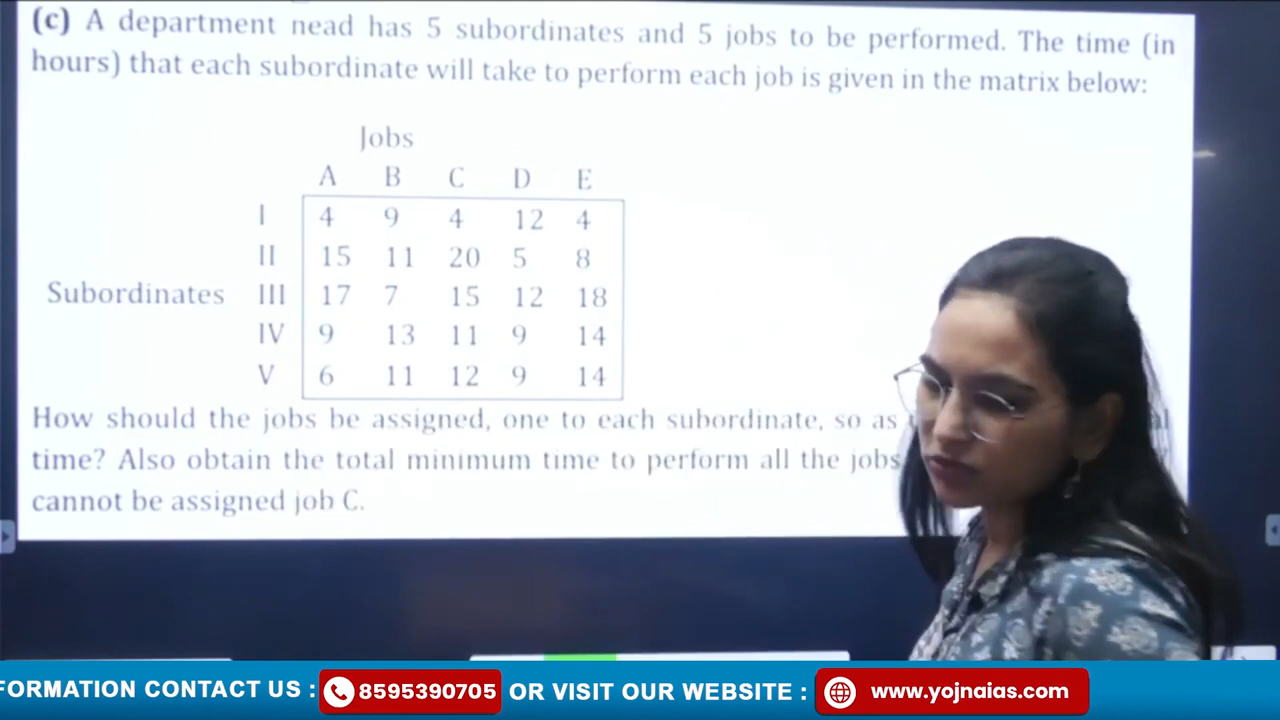 (c) A department nead has 5 subordinates and 5 jobs to be performed. The time (in
hours) that each subordinate will take to perform each job is given in the matrix below:
Jobs
A B C D E
I 4 9 4 12 4
II 15 11 20 5 8
Subordinates III 17 7 15 12 18
IV 9 13 11 9 14
V 6 11 12 9 14
How should the jobs be assigned, one to each subordinate, so as
time? Also obtain the total minimum time to perform all the jobs
cannot be assigned job C.
FORMATION CONTACT US : 8595390705 OR VISIT OUR WEBSITE : www.yojnaias.com